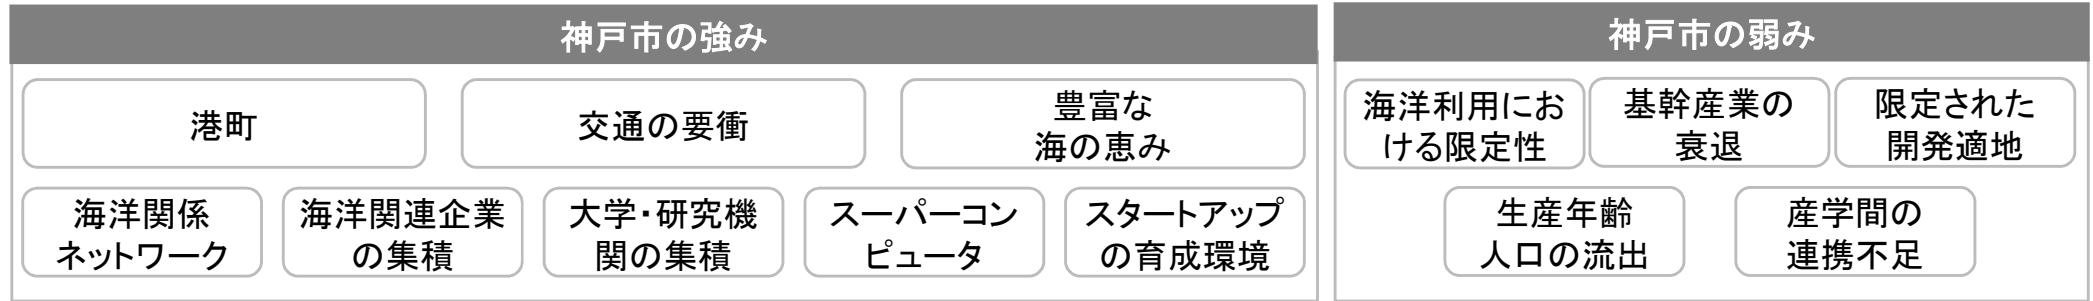 神戸市の強み
港町
交通の要衝
豊富な
海の恵み
海洋関係
ネットワーク
海洋関連企業
の集積
大学・研究機
関の集積
スーパーコン
ピュータ
スタートアップ
の育成環境
神戸市の弱み
海洋利用にお
ける限定性
基幹産業の
衰退
限定された
開発適地
生産年齢
人口の流出
産学間の
連携不足